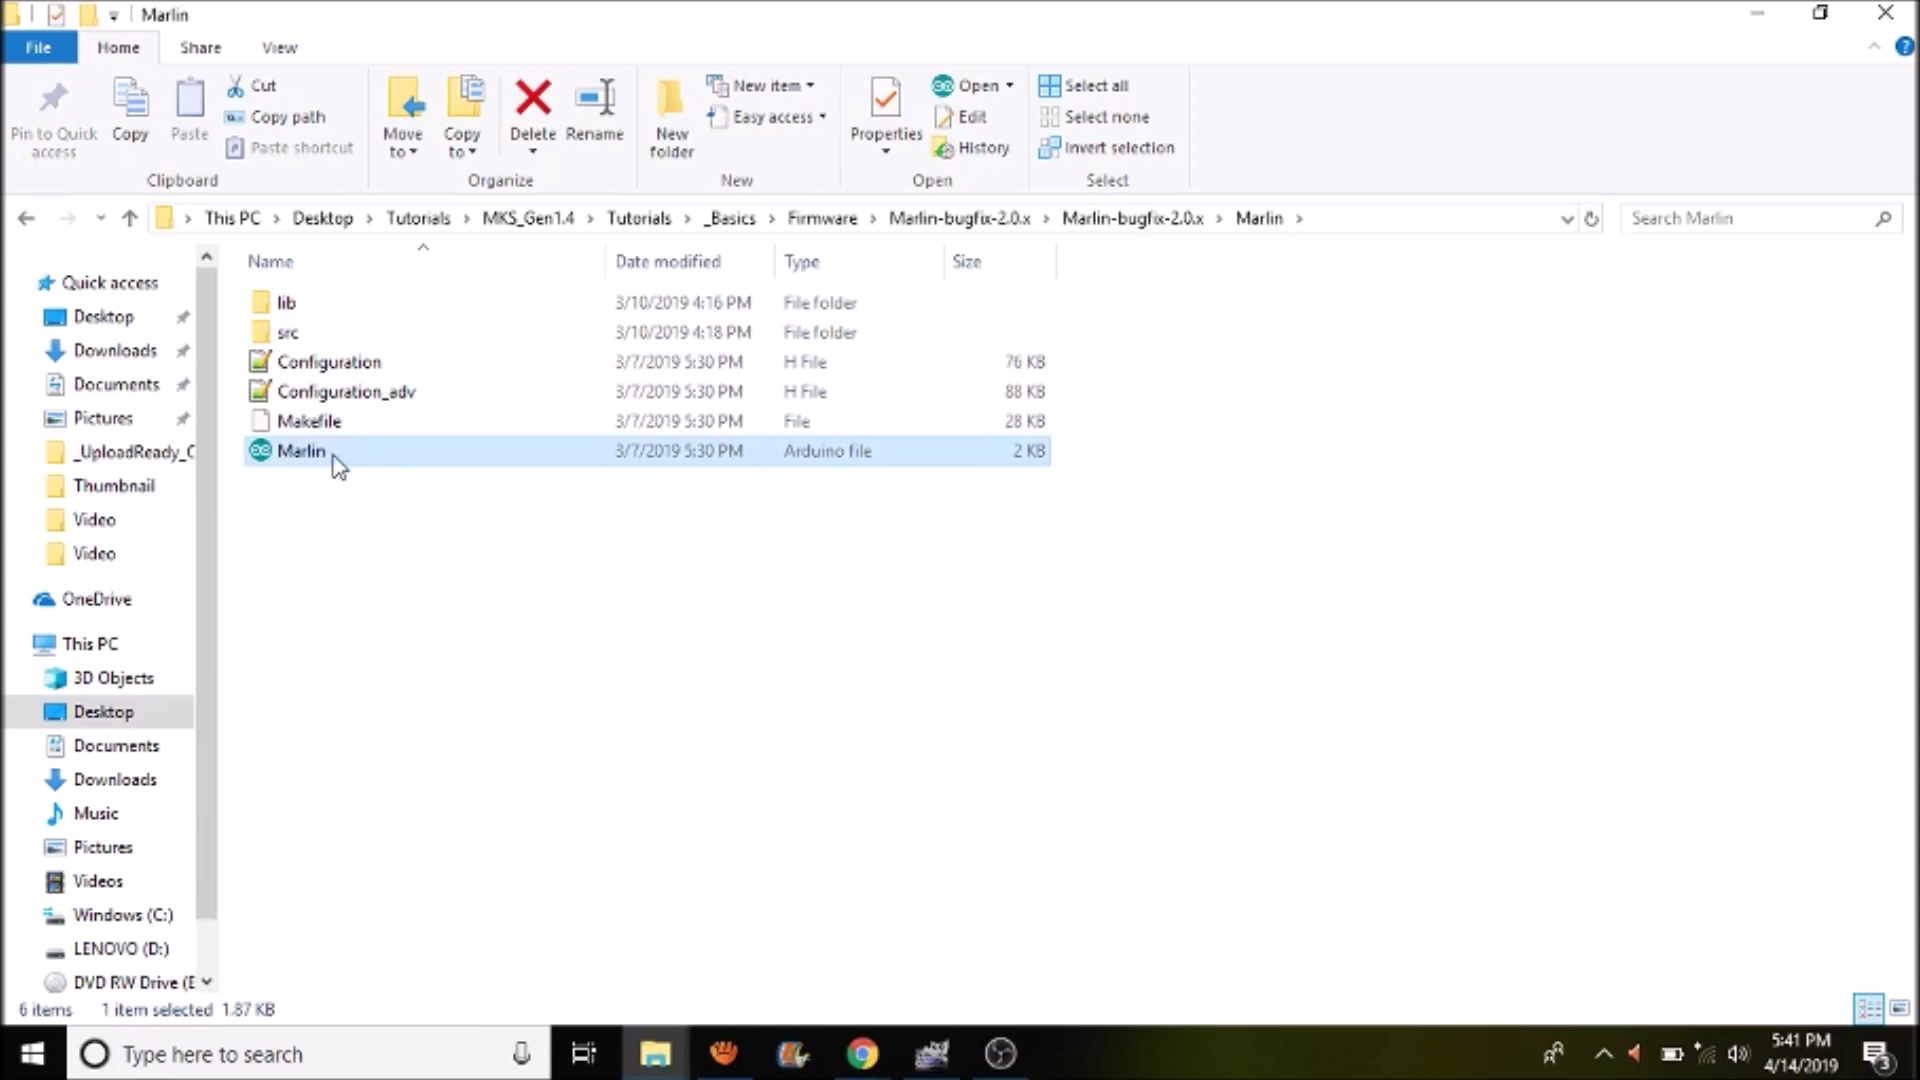 Marlin
File Home Share View
Pin to Quick access
Copy
Paste
Cut
Copy path
Paste shortcut
Clipboard
Move to
Copy to
Delete
Rename
Organize
New folder
New item
Easy access
New
Properties
Open
Edit
History
Open
Select all
Select none
Invert selection
Select
This PC > Desktop > Tutorials > MKS_Gen1.4 > Tutorials > _Basics > Firmware > Marlin-bugfix-2.0.x > Marlin-bugfix-2.0.x > Marlin >
Search Marlin
Name Date modified Type Size
lib 3/10/2019 4:16 PM File folder
src 3/10/2019 4:18 PM File folder
Configuration 3/7/2019 5:30 PM H File 76 KB
Configuration_adv 3/7/2019 5:30 PM H File 88 KB
Makefile 3/7/2019 5:30 PM File 28 KB
Marlin 3/7/2019 5:30 PM Arduino file 2 KB
Quick access
Desktop
Downloads
Documents
Pictures
_UploadReady_C
Thumbnail
Video
Video
OneDrive
This PC
3D Objects
Desktop
Documents
Downloads
Music
Pictures
Videos
Windows (C:)
LENOVO (D:)
DVD RW Drive (E
6 items 1 item selected 1.87 KB
Type here to search
5:41 PM
4/14/2019
3